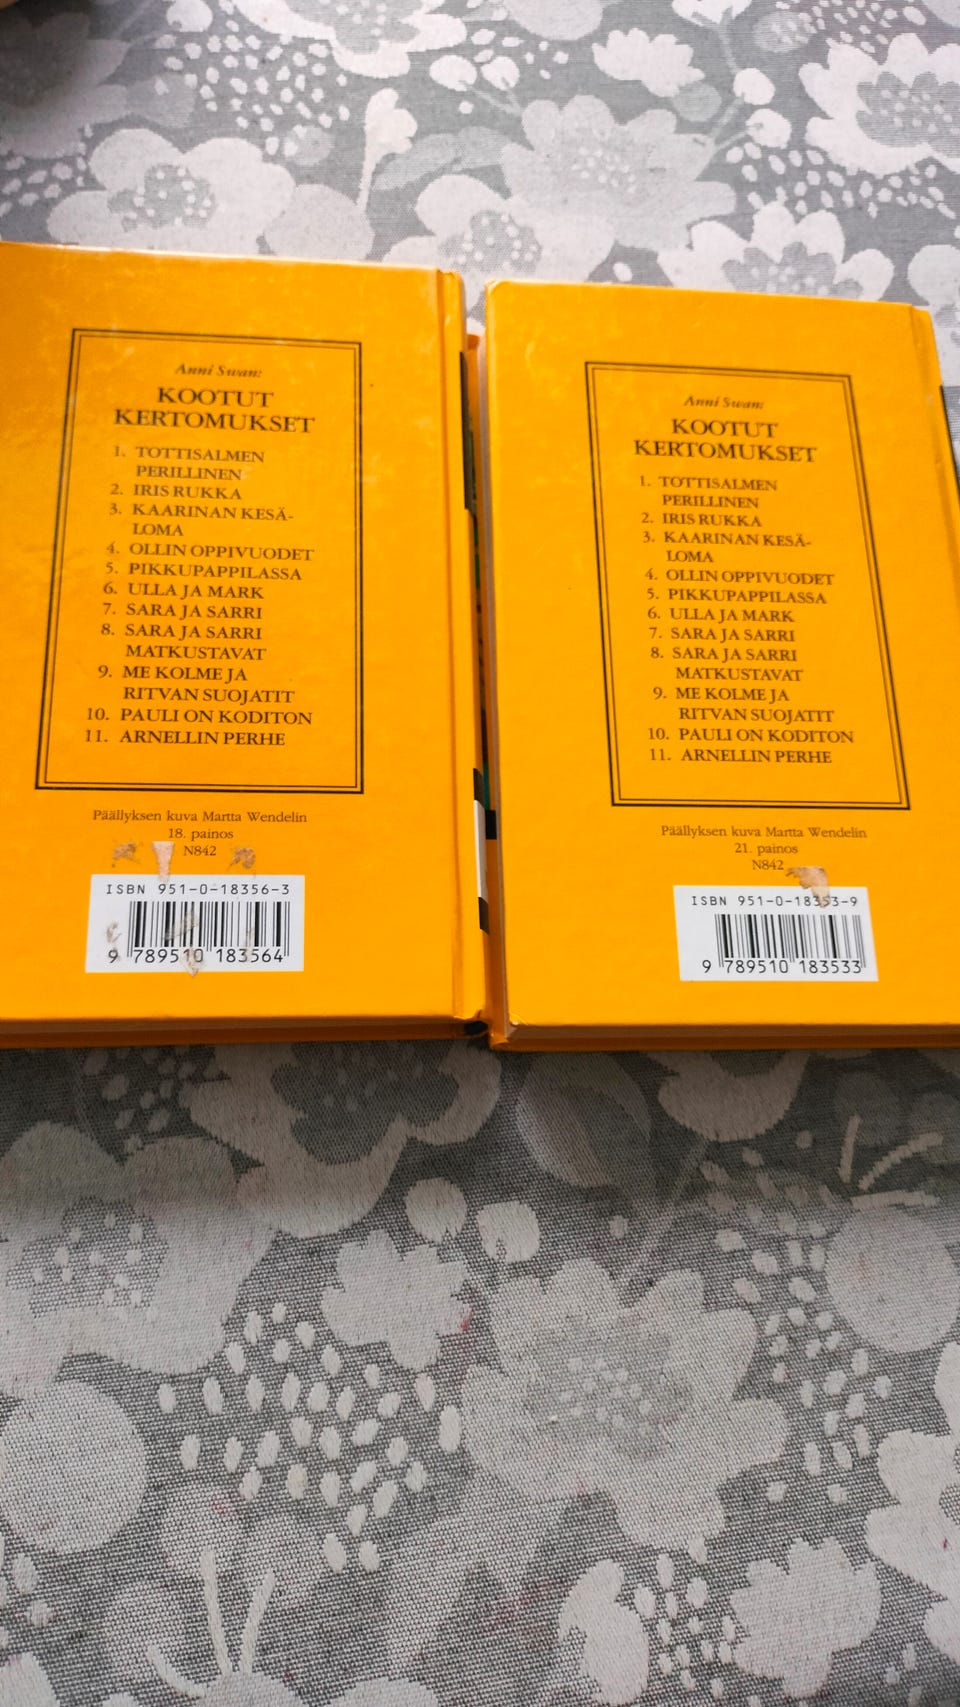 Anni Swan:
KOOTUT
KERTOMUKSET
1. TOTTISALMEN
PERILLINEN
2. IRIS RUKKA
3. KAARINAN KESÄ-
LOMA
4. OLLIN OPPIVUODET
5. PIKKUPAPPILASSA
6. ULLA JA MARK
7. SARA JA SARRI
8. SARA JA SARRI
MATKUSTAVAT
9. ME KOLME JA
RITVAN SUOJATIT
10. PAULI ON KODITON
11. ARNELLIN PERHE
Päällyksen kuva Martta Wendelin
18. painos
N842
ISBN 951-0-18356-3
9 789510 183564
Anni Swan:
KOOTUT
KERTOMUKSET
1. TOTTISALMEN
PERILLINEN
2. IRIS RUKKA
3. KAARINAN KESÄ-
LOMA
4. OLLIN OPPIVUODET
5. PIKKUPAPPILASSA
6. ULLA JA MARK
7. SARA JA SARRI
8. SARA JA SARRI
MATKUSTAVAT
9. ME KOLME JA
RITVAN SUOJATIT
10. PAULI ON KODITON
11. ARNELLIN PERHE
Päällyksen kuva Martta Wendelin
21. painos
N842
ISBN 951-0-18353-9
9 789510 183533